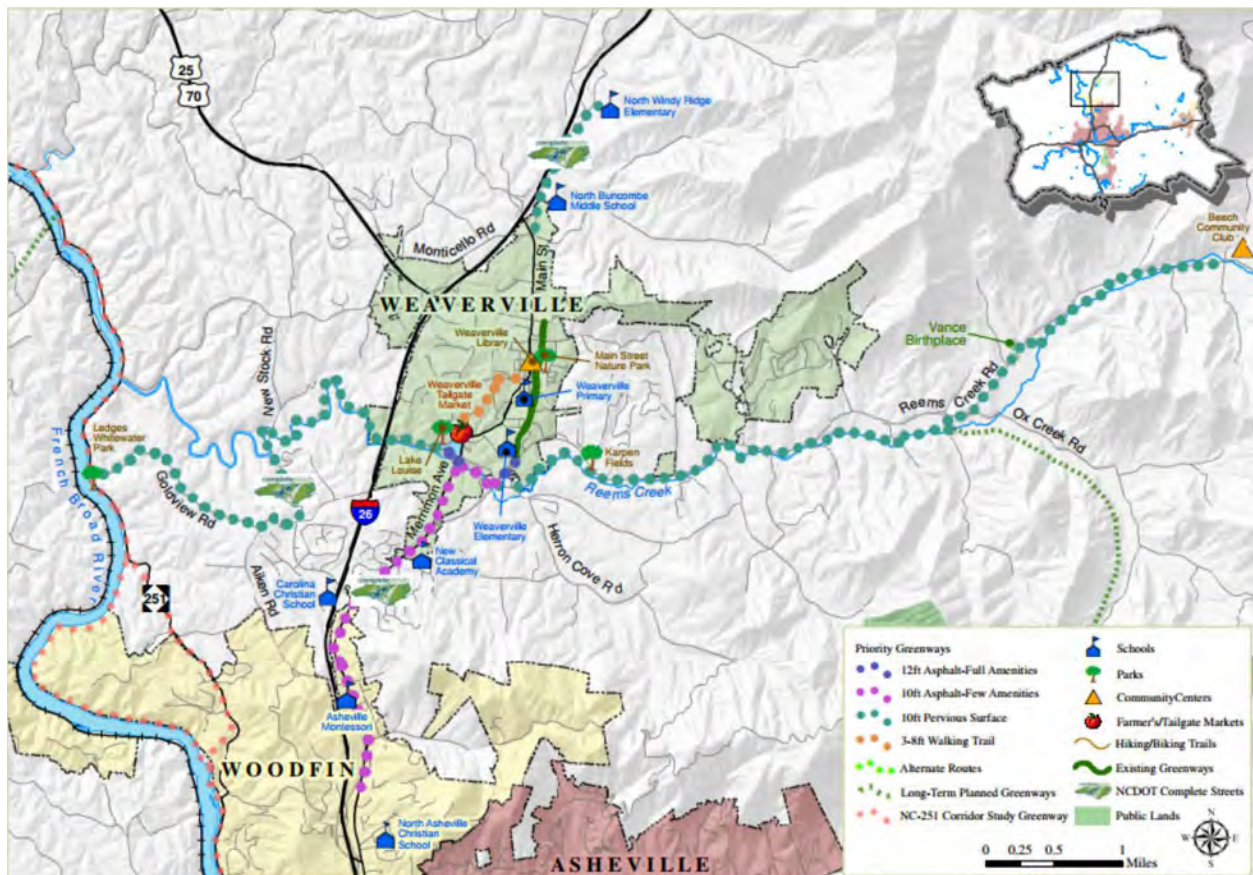 25
70
North Windy Ridge
Elementary
North Buncombe
Middle School
Monticello Rd
Main St
WEAVERVILLE
Beech
Community
Club
Vance
Birthplace
Weaverville
Library
Main Street
Nature Park
Weaverville
Primary
Weaverville
Tailgate
Market
New Stock Rd
Reems Creek Rd
Ox Creek Rd
Ledges
Whitewater
Park
Lake
Louise
Karpen
Fields
Reems Creek
French Broad River
Goldview Rd
complete
26
Merrimon Ave
Weaverville
Elementary
New
Classical
Academy
Herron Cove Rd
Aiken Rd
Carolina
Christian
School
complete
251
Asheville
Montessori
WOODFIN
North Asheville
Christian
School
ASHEVILLE
Priority Greenways
12ft Asphalt-Full Amenities
10ft Asphalt-Few Amenities
10ft Pervious Surface
3-8ft Walking Trail
Alternate Routes
Long-Term Planned Greenways
NC-251 Corridor Study Greenway
Schools
Parks
CommunityCenters
Farmer's/Tailgate Markets
Hiking/Biking Trails
Existing Greenways
NCDOT Complete Streets
Public Lands
N
W E
S
0 0.25 0.5 1
Miles